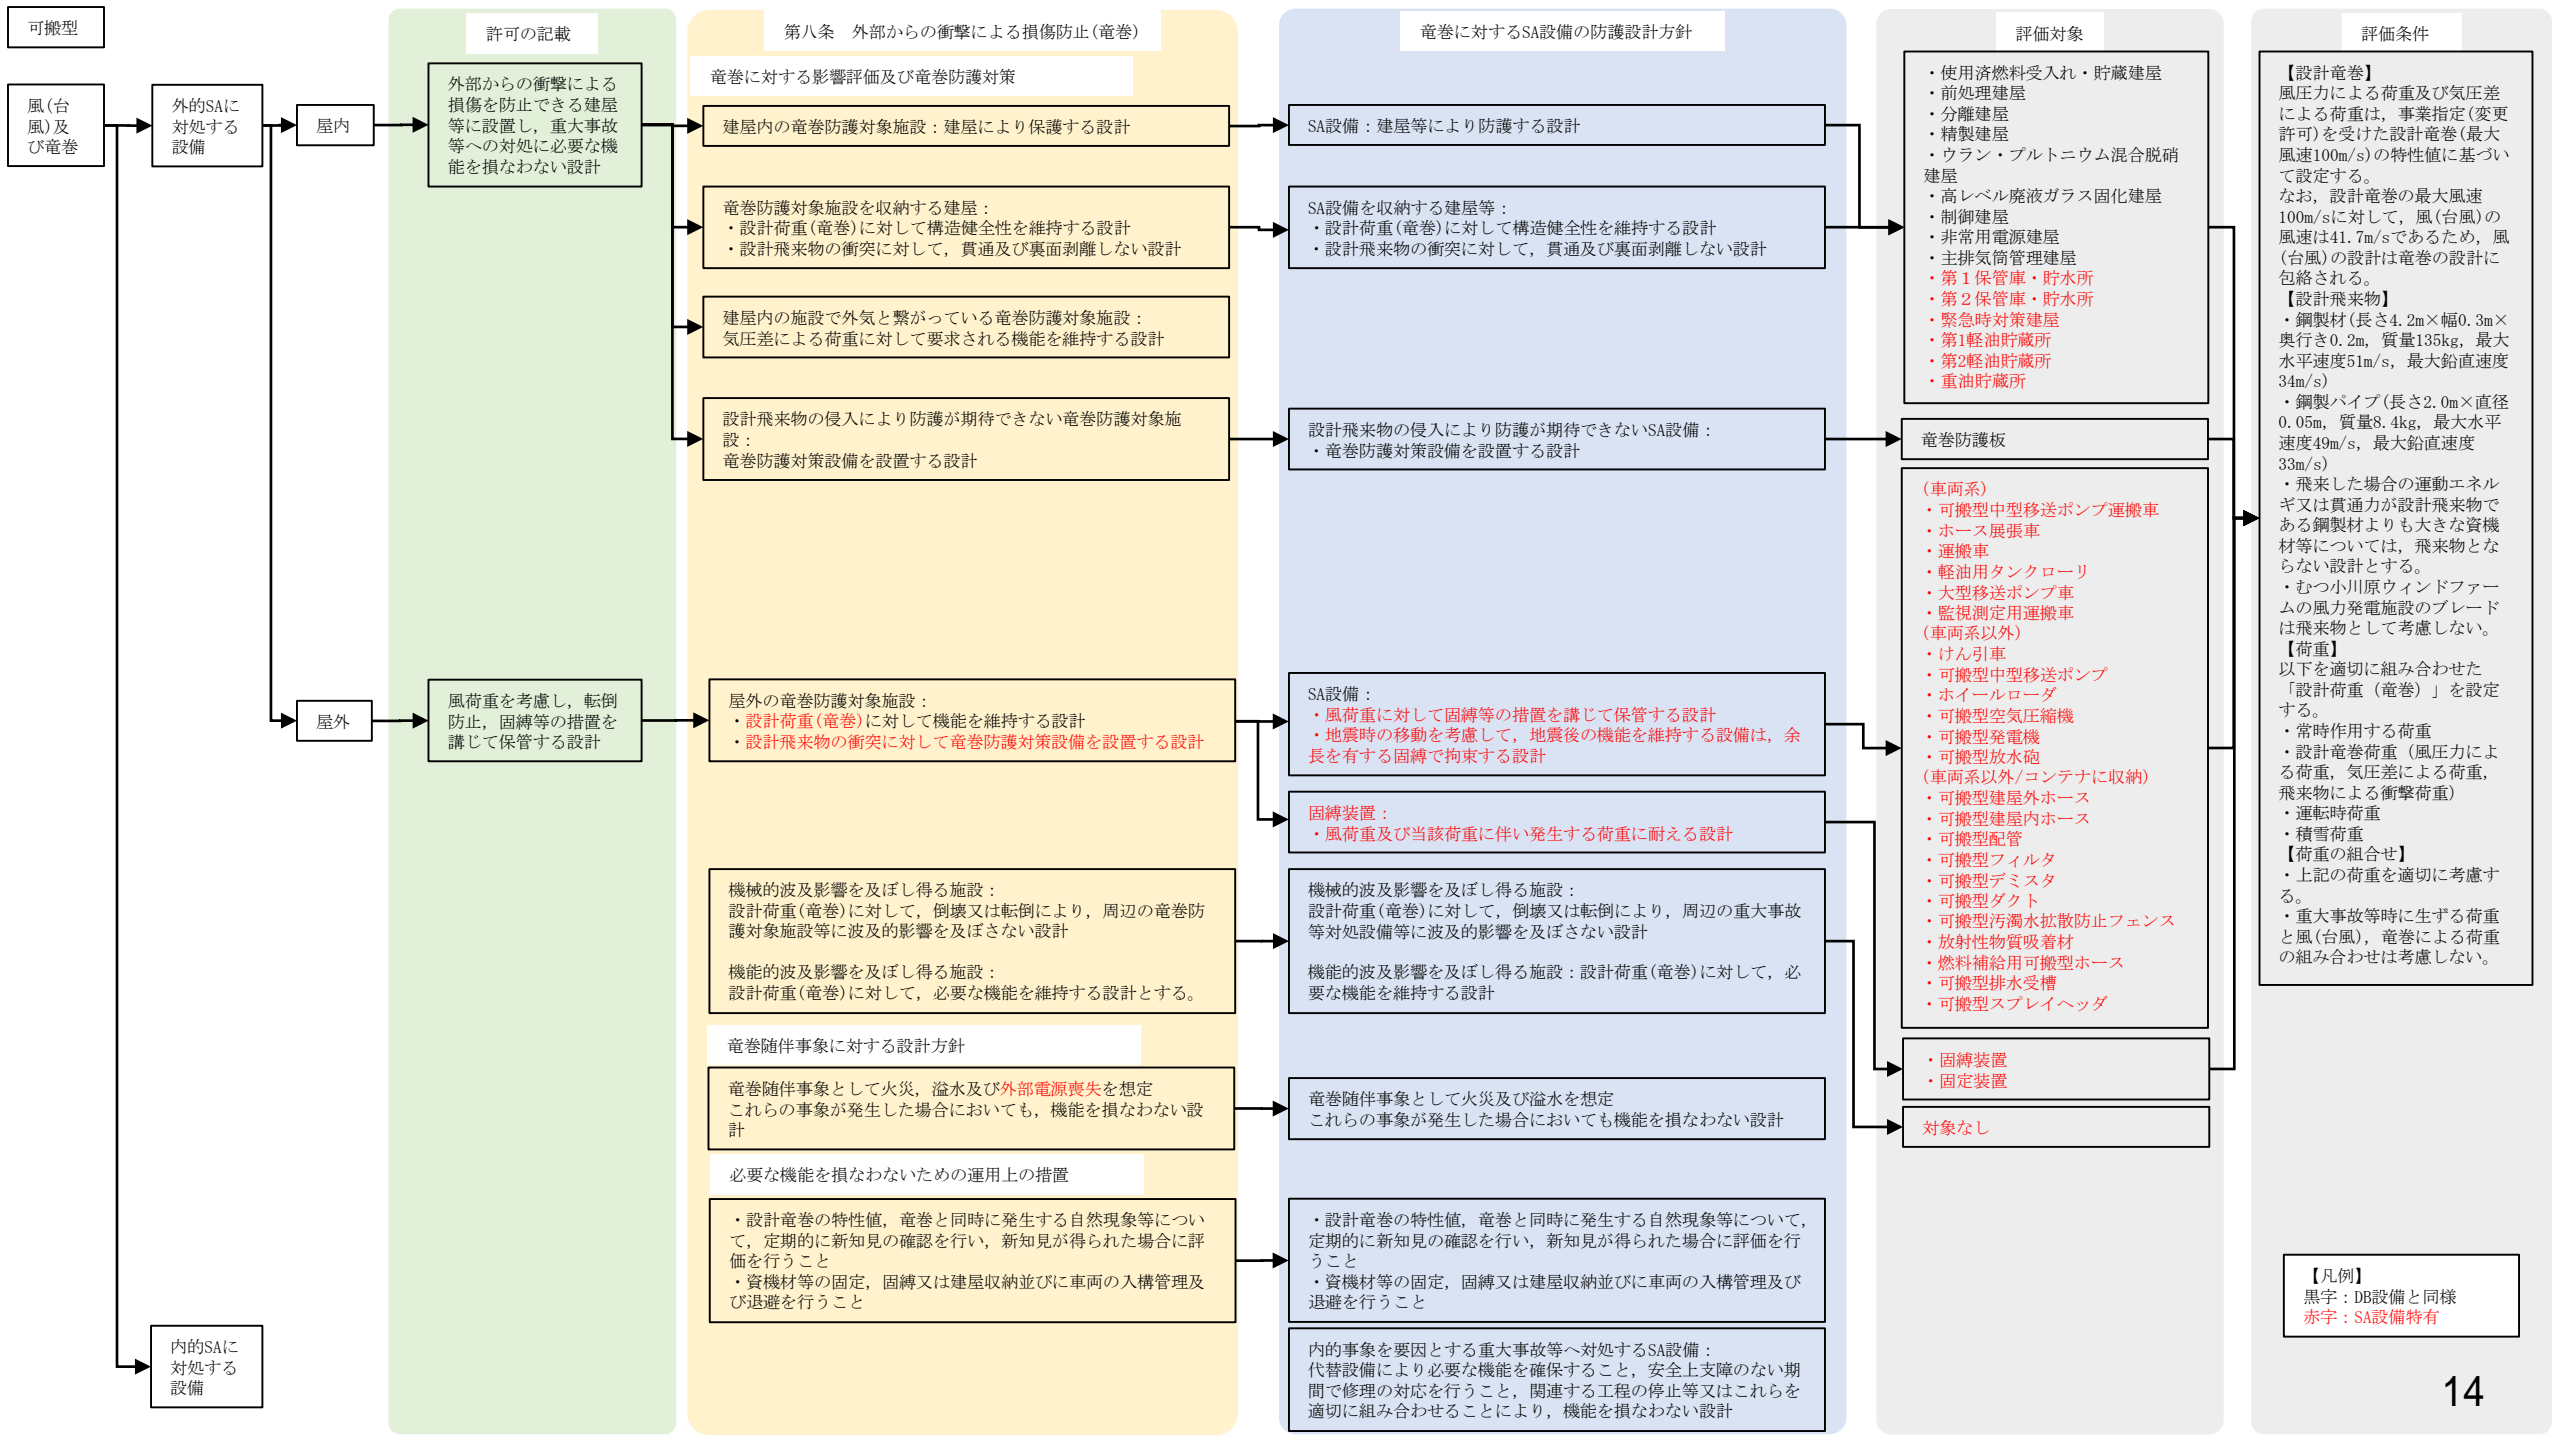 可搬型
風(台
風)及
び竜巻
外的SAに
対処する
設備
内的SAに
対処する
設備
屋内
屋外
許可の記載
外部からの衝撃による
損傷を防止できる建屋
等に設置し，重大事故
等への対処に必要な機
能を損なわない設計
風荷重を考慮し，転倒
防止，固縛等の措置を
講じて保管する設計
第八条　外部からの衝撃による損傷防止(竜巻)
竜巻に対する影響評価及び竜巻防護対策
建屋内の竜巻防護対象施設：建屋により保護する設計
竜巻防護対象施設を収納する建屋：
・設計荷重(竜巻)に対して構造健全性を維持する設計
・設計飛来物の衝突に対して，貫通及び裏面剥離しない設計
建屋内の施設で外気と繋がっている竜巻防護対象施設：
気圧差による荷重に対して要求される機能を維持する設計
設計飛来物の侵入により防護が期待できない竜巻防護対象施
設：
竜巻防護対策設備を設置する設計
屋外の竜巻防護対象施設：
・設計荷重(竜巻)に対して機能を維持する設計
・設計飛来物の衝突に対して竜巻防護対策設備を設置する設計
機械的波及影響を及ぼし得る施設：
設計荷重(竜巻)に対して，倒壊又は転倒により，周辺の竜巻防
護対象施設等に波及的影響を及ぼさない設計
機能的波及影響を及ぼし得る施設：
設計荷重(竜巻)に対して，必要な機能を維持する設計とする。
竜巻随伴事象に対する設計方針
竜巻随伴事象として火災，溢水及び外部電源喪失を想定
これらの事象が発生した場合においても，機能を損なわない設
計
必要な機能を損なわないための運用上の措置
・設計竜巻の特性値，竜巻と同時に発生する自然現象等につい
て，定期的に新知見の確認を行い，新知見が得られた場合に評
価を行うこと
・資機材等の固定，固縛又は建屋収納並びに車両の入構管理及
び退避を行うこと
竜巻に対するSA設備の防護設計方針
SA設備：建屋等により防護する設計
SA設備を収納する建屋等：
・設計荷重(竜巻)に対して構造健全性を維持する設計
・設計飛来物の衝突に対して，貫通及び裏面剥離しない設計
設計飛来物の侵入により防護が期待できないSA設備：
・竜巻防護対策設備を設置する設計
SA設備：
・風荷重に対して固縛等の措置を講じて保管する設計
・地震時の移動を考慮して，地震後の機能を維持する設備は，余
長を有する固縛で拘束する設計
固縛装置：
・風荷重及び当該荷重に伴い発生する荷重に耐える設計
機械的波及影響を及ぼし得る施設：
設計荷重(竜巻)に対して，倒壊又は転倒により，周辺の重大事故
等対処設備等に波及的影響を及ぼさない設計
機能的波及影響を及ぼし得る施設：設計荷重(竜巻)に対して，必
要な機能を維持する設計
竜巻随伴事象として火災及び溢水を想定
これらの事象が発生した場合においても機能を損なわない設計
・設計竜巻の特性値，竜巻と同時に発生する自然現象等について，
定期的に新知見の確認を行い，新知見が得られた場合に評価を行
うこと
・資機材等の固定，固縛又は建屋収納並びに車両の入構管理及び
退避を行うこと
内的事象を要因とする重大事故等へ対処するSA設備：
代替設備により必要な機能を確保すること，安全上支障のない期
間で修理の対応を行うこと，関連する工程の停止等又はこれらを
適切に組み合わせることにより，機能を損なわない設計
評価対象
・使用済燃料受入れ・貯蔵建屋
・前処理建屋
・分離建屋
・精製建屋
・ウラン・プルトニウム混合脱硝
建屋
・高レベル廃液ガラス固化建屋
・制御建屋
・非常用電源建屋
・主排気筒管理建屋
・第１保管庫・貯水所
・第２保管庫・貯水所
・緊急時対策建屋
・第1軽油貯蔵所
・第2軽油貯蔵所
・重油貯蔵所
竜巻防護板
(車両系)
・可搬型中型移送ポンプ運搬車
・ホース展張車
・運搬車
・軽油用タンクローリ
・大型移送ポンプ車
・監視測定用運搬車
(車両系以外)
・けん引車
・可搬型中型移送ポンプ
・ホイールローダ
・可搬型空気圧縮機
・可搬型発電機
・可搬型放水砲
(車両系以外/コンテナに収納)
・可搬型建屋外ホース
・可搬型建屋内ホース
・可搬型配管
・可搬型フィルタ
・可搬型デミスタ
・可搬型ダクト
・可搬型汚濁水拡散防止フェンス
・放射性物質吸着材
・燃料補給用可搬型ホース
・可搬型排水受槽
・可搬型スプレイヘッダ
・固縛装置
・固定装置
対象なし
評価条件
【設計竜巻】
風圧力による荷重及び気圧差
による荷重は，事業指定(変更
許可)を受けた設計竜巻(最大
風速100m/s)の特性値に基づい
て設定する。
なお，設計竜巻の最大風速
100m/sに対して，風(台風)の
風速は41.7m/sであるため，風
(台風)の設計は竜巻の設計に
包絡される。
【設計飛来物】
・鋼製材(長さ4.2m×幅0.3m×
奥行き0.2m，質量135kg，最大
水平速度51m/s，最大鉛直速度
34m/s)
・鋼製パイプ(長さ2.0m×直径
0.05m，質量8.4kg，最大水平
速度49m/s，最大鉛直速度
33m/s)
・飛来した場合の運動エネル
ギ又は貫通力が設計飛来物で
ある鋼製材よりも大きな資機
材等については，飛来物とな
らない設計とする。
・むつ小川原ウィンドファー
ムの風力発電施設のブレード
は飛来物として考慮しない。
【荷重】
以下を適切に組み合わせた
「設計荷重（竜巻）」を設定
する。
・常時作用する荷重
・設計竜巻荷重（風圧力によ
る荷重，気圧差による荷重，
飛来物による衝撃荷重)
・運転時荷重
・積雪荷重
【荷重の組合せ】
・上記の荷重を適切に考慮す
る。
・重大事故等時に生ずる荷重
と風(台風)，竜巻による荷重
の組み合わせは考慮しない。
【凡例】
黒字：DB設備と同様
赤字：SA設備特有
14